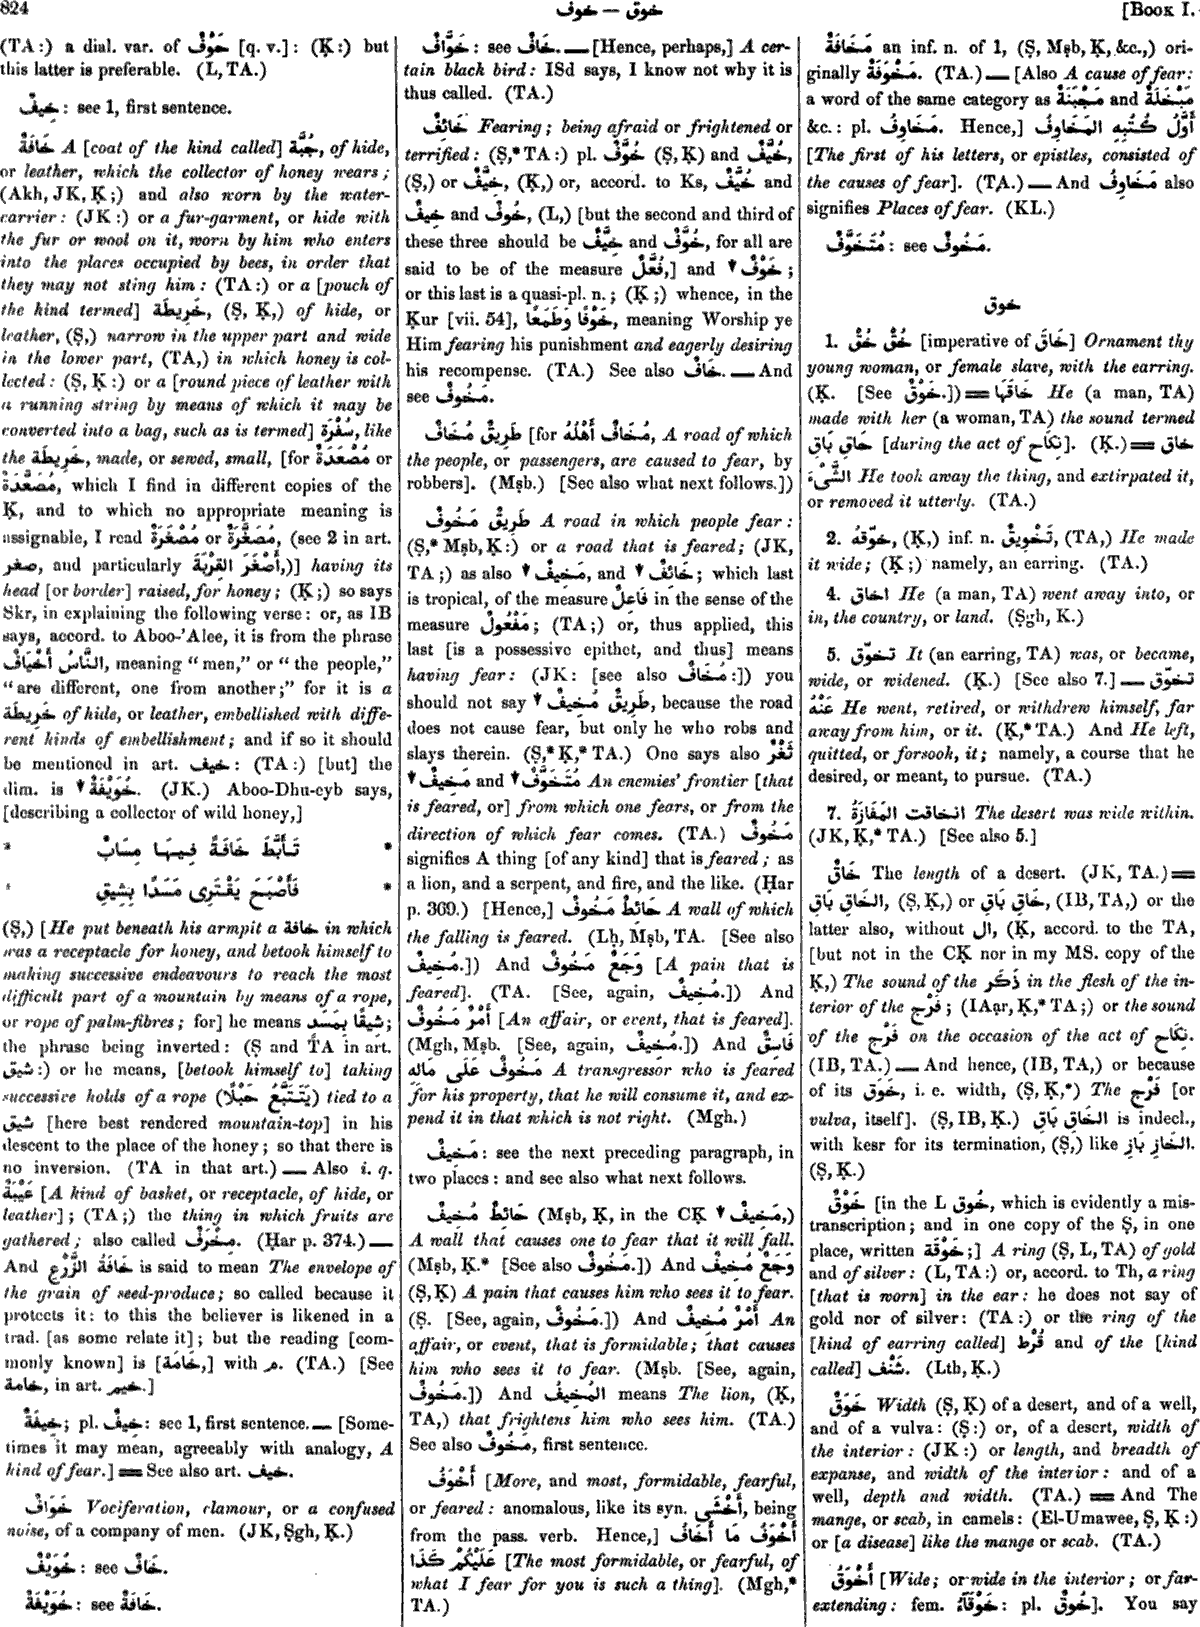 824
خوف — خوق
[Book I.
(TA:) a dial. var. of حَوْفٌ [q. v.]: (Ḳ:) but
this latter is preferable. (L, TA.)
خِيفٌ: see 1, first sentence.
خَافَةٌ A [coat of the kind called] جُبَّة, of hide,
or leather, which the collector of honey wears;
(Akh, JK, Ḳ;) and also worn by the water-
carrier: (JK:) or a fur-garment, or hide with
the fur or wool on it, worn by him who enters
into the places occupied by bees, in order that
they may not sting him: (TA:) or a [pouch of
the kind termed] خَرِيطَة, (Ṣ, Ḳ,) of hide, or
leather, (Ṣ,) narrow in the upper part and wide
in the lower part, (TA,) in which honey is col-
lected: (Ṣ, Ḳ:) or a [round piece of leather with
a running string by means of which it may be
converted into a bag, such as is termed] سُفْرَة, like
the خَرِيطَة, made, or sewed, small, [for مُصْعَدَةٌ or
مُصَعَّدَةٌ, which I find in different copies of the
Ḳ, and to which no appropriate meaning is
assignable, I read مُصْغَرَةٌ or مُصَغَّرَةٌ, (see 2 in art.
صغر, and particularly أَصْغَرَ القِرْبَةَ,)] having its
head [or border] raised, for honey; (Ḳ;) so says
Skr, in explaining the following verse: or, as IB
says, accord. to Aboo-'Alee, it is from the phrase
النَّاسُ أَخْيَافٌ, meaning "men," or "the people,"
"are different, one from another;" for it is a
خَرِيطَة of hide, or leather, embellished with diffe-
rent kinds of embellishment; and if so it should
be mentioned in art. خيف: (TA:) [but] the
dim. is ▼ خُوَيْفَةٌ. (JK.) Aboo-Dhu-eyb says,
[describing a collector of wild honey,]
* تَأَبَّطَ خَافَةً فِيهَا مِسَابٌ *
* فَأَصْبَحَ يَقْتَرِى مَسَدًا بِشِيقِ *
(Ṣ,) [He put beneath his armpit a خافة in which
was a receptacle for honey, and betook himself to
making successive endeavours to reach the most
difficult part of a mountain by means of a rope,
or rope of palm-fibres; for] he means شِيقًا بِمَسَدٍ;
the phrase being inverted: (Ṣ and TA in art.
شيق:) or he means, [betook himself to] taking
successive holds of a rope (يَتَتَبَّعُ حَبْلًا) tied to a
شِيق [here best rendered mountain-top] in his
descent to the place of the honey; so that there is
no inversion. (TA in that art.) — Also i. q.
عَيْبَةٌ [A kind of basket, or receptacle, of hide, or
leather]; (TA;) the thing in which fruits are
gathered; also called مِخْرَفٌ. (Ḥar p. 374.) —
And خَافَةُ الزَّرْعِ is said to mean The envelope of
the grain of seed-produce; so called because it
protects it: to this the believer is likened in a
trad. [as some relate it]; but the reading [com-
monly known] is [خَامَة,] with م. (TA.) [See
خامة, in art. خيم.]
خِيفَةٌ; pl. خِيفٌ: see 1, first sentence. — [Some-
times it may mean, agreeably with analogy, A
kind of fear.] = See also art. خيف.
خَوَافٌ Vociferation, clamour, or a confused
noise, of a company of men. (JK, Ṣgh, Ḳ.)
خُوَيْفٌ: see خَافٌ.
خُوَيْفَةٌ: see خَافَةٌ.
خَوَّافٌ: see خَافٌ. — [Hence, perhaps,] A cer-
tain black bird: ISd says, I know not why it is
thus called. (TA.)
خَائِفٌ Fearing; being afraid or frightened or
terrified: (Ṣ,* TA:) pl. خُوَّفٌ (Ṣ, Ḳ) and خُيَّفٌ,
(Ṣ,) or خِيَّفٌ, (Ḳ,) or, accord. to Ks, خُيَّفٌ and
خِيفٌ and خُوفٌ, (L,) [but the second and third of
these three should be خِيَّفٌ and خُوَّفٌ, for all are
said to be of the measure فُعَّلٌ,] and ▼ خَوْفٌ;
or this last is a quasi-pl. n.; (Ḳ;) whence, in the
Ḳur [vii. 54], خَوْفًا وَطَمَعًا, meaning Worship ye
Him fearing his punishment and eagerly desiring
his recompense. (TA.) See also خَافٌ. — And
see مَخُوفٌ.
طَرِيقٌ مُخَافٌ [for مُخَافٌ أَهْلُهُ, A road of which
the people, or passengers, are caused to fear, by
robbers]. (Mṣb.) [See also what next follows.])
طَرِيقٌ مَخُوفٌ A road in which people fear:
(Ṣ,* Mṣb, Ḳ:) or a road that is feared; (JK,
TA;) as also ▼ مَخِيفٌ, and ▼ خَائِفٌ; which last
is tropical, of the measure فَاعِلٌ in the sense of the
measure مَفْعُولٌ; (TA;) or, thus applied, this
last [is a possessive epithet, and thus] means
having fear: (JK: [see also مُخَافٌ:]) you
should not say ▼ طَرِيقٌ مُخِيفٌ, because the road
does not cause fear, but only he who robs and
slays therein. (Ṣ,* Ḳ,* TA.) One says also ثَغْرٌ
▼ مَخِيفٌ and ▼ مُتَخَوَّفٌ An enemies' frontier [that
is feared, or] from which one fears, or from the
direction of which fear comes. (TA.) مَخُوفٌ
signifies A thing [of any kind] that is feared; as
a lion, and a serpent, and fire, and the like. (Ḥar
p. 369.) [Hence,] حَائِطٌ مَخُوفٌ A wall of which
the falling is feared. (Lḥ, Mṣb, TA. [See also
مُخِيفٌ.]) And وَجَعٌ مَخُوفٌ [A pain that is
feared]. (TA. [See, again, مُخِيفٌ.]) And
أَمْرٌ مَخُوفٌ [An affair, or event, that is feared].
(Mgh, Mṣb. [See, again, مُخِيفٌ.]) And فَاسِقٌ
مَخُوفٌ عَلَى مَالِهِ A transgressor who is feared
for his property, that he will consume it, and ex-
pend it in that which is not right. (Mgh.)
مَخِيفٌ: see the next preceding paragraph, in
two places: and see also what next follows.
حَائِطٌ مُخِيفٌ (Mṣb, Ḳ, in the CḲ ▼ مَخِيفٌ,)
A wall that causes one to fear that it will fall.
(Mṣb, Ḳ.* [See also مَخُوفٌ.]) And وَجَعٌ مُخِيفٌ
(Ṣ, Ḳ) A pain that causes him who sees it to fear.
(Ṣ. [See, again, مَخُوفٌ.]) And أَمْرٌ مُخِيفٌ An
affair, or event, that is formidable; that causes
him who sees it to fear. (Mṣb. [See, again,
مَخُوفٌ.]) And المُخِيفُ means The lion, (Ḳ,
TA,) that frightens him who sees him. (TA.)
See also مَخُوفٌ, first sentence.
أَخْوَفُ [More, and most, formidable, fearful,
or feared: anomalous, like its syn. أَخْشَى, being
from the pass. verb. Hence,] أَخْوَفُ مَا أَخَافُ
عَلَيْكُمْ كَذَا [The most formidable, or fearful, of
what I fear for you is such a thing]. (Mgh,*
TA.)
مَخَافَةٌ an inf. n. of 1, (Ṣ, Mṣb, Ḳ, &c.,) ori-
ginally مَخْوَفَةٌ. (TA.) — [Also A cause of fear:
a word of the same category as مَجْبَنَةٌ and مَبْخَلَةٌ
&c.: pl. مَخَاوِفُ. Hence,] أَوَّلُ كُتُبِهِ المَخَاوِفُ
[The first of his letters, or epistles, consisted of
the causes of fear]. (TA.) — And مَخَاوِفُ also
signifies Places of fear. (KL.)
مُتَخَوَّفٌ: see مَخُوفٌ.
خوق
1. خُقْ خُقْ [imperative of خَاقَ] Ornament thy
young woman, or female slave, with the earring.
(Ḳ. [See خَوْقٌ.]) = خَاقَهَا He (a man, TA)
made with her (a woman, TA) the sound termed
خَاقِ بَاقِ [during the act of نِكَاح]. (Ḳ.) = خاق
الشَّىْءَ He took away the thing, and extirpated it,
or removed it utterly. (TA.)
2. خَوَّقَهُ, (Ḳ,) inf. n. تَخْوِيقٌ, (TA,) He made
it wide; (Ḳ;) namely, an earring. (TA.)
4. اخاق He (a man, TA) went away into, or
in, the country, or land. (Ṣgh, K.)
5. تخوّق It (an earring, TA) was, or became,
wide, or widened. (Ḳ.) [See also 7.] — تخوّق
عَنْهُ He went, retired, or withdrew himself, far
away from him, or it. (Ḳ,* TA.) And He left,
quitted, or forsook, it; namely, a course that he
desired, or meant, to pursue. (TA.)
7. انخاقت المَفَازَةُ The desert was wide within.
(JK, Ḳ,* TA.) [See also 5.]
خَاقٌ The length of a desert. (JK, TA.) =
الخَاقِ بَاقِ, (Ṣ, Ḳ,) or خَاقِ بَاقِ, (IB, TA,) or the
latter also, without ال, (Ḳ, accord. to the TA,
[but not in the CḲ nor in my MS. copy of the
Ḳ,) The sound of the ذَكَر in the flesh of the in-
terior of the فَرْج; (IAạr, Ḳ,* TA;) or the sound
of the فَرْج on the occasion of the act of نِكَاح.
(IB, TA.) — And hence, (IB, TA,) or because
of its خَوَق, i. e. width, (Ṣ, Ḳ,*) The فَرْج [or
vulva, itself]. (Ṣ, IB, Ḳ.) الخَاقِ بَاقِ is indecl.,
with kesr for its termination, (Ṣ,) like الخَازِ بَازِ.
(Ṣ, Ḳ.)
خَوْقٌ [in the L خُوق, which is evidently a mis-
transcription; and in one copy of the Ṣ, in one
place, written خَوْقَة;] A ring (Ṣ, L, TA) of gold
and of silver: (L, TA:) or, accord. to Th, a ring
[that is worn] in the ear: he does not say of
gold nor of silver: (TA:) or the ring of the
[kind of earring called] قُرْط and of the [kind
called] شَنْف. (Lth, Ḳ.)
خَوَقٌ Width (Ṣ, Ḳ) of a desert, and of a well,
and of a vulva: (Ṣ:) or, of a desert, width of
the interior: (JK:) or length, and breadth of
expanse, and width of the interior: and of a
well, depth and width. (TA.) = And The
mange, or scab, in camels: (El-Umawee, Ṣ, Ḳ:)
or [a disease] like the mange or scab. (TA.)
أَخْوَقُ [Wide; or wide in the interior; or far-
extending: fem. خَوْقَآءُ: pl. خُوقٌ]. You say